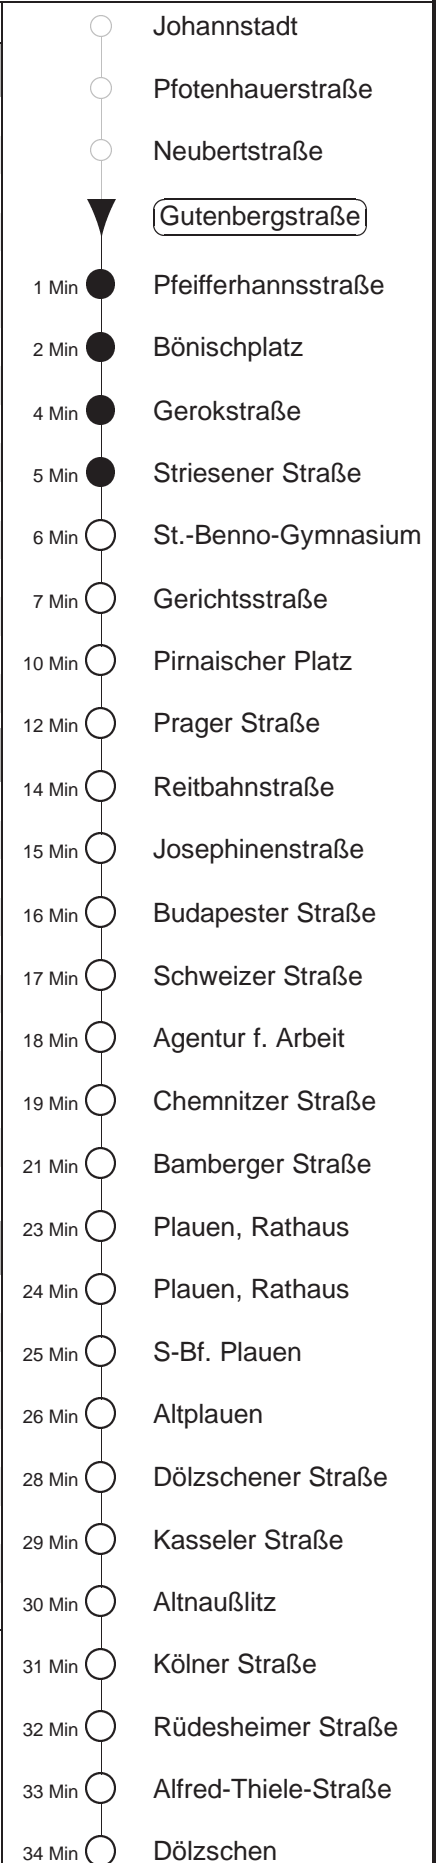 Johannstadt
Pfotenhauerstraße
Neubertstraße
Gutenbergstraße
1 Min Pfeifferhannsstraße
2 Min Bönischplatz
4 Min Gerokstraße
5 Min Striesener Straße
6 Min St.-Benno-Gymnasium
7 Min Gerichtsstraße
10 Min Pirnaischer Platz
12 Min Prager Straße
14 Min Reitbahnstraße
15 Min Josephinenstraße
16 Min Budapester Straße
17 Min Schweizer Straße
18 Min Agentur f. Arbeit
19 Min Chemnitzer Straße
21 Min Bamberger Straße
23 Min Plauen, Rathaus
24 Min Plauen, Rathaus
25 Min S-Bf. Plauen
26 Min Altplauen
28 Min Dölzschener Straße
29 Min Kasseler Straße
30 Min Altnaußlitz
31 Min Kölner Straße
32 Min Rüdesheimer Straße
33 Min Alfred-Thiele-Straße
34 Min Dölzschen